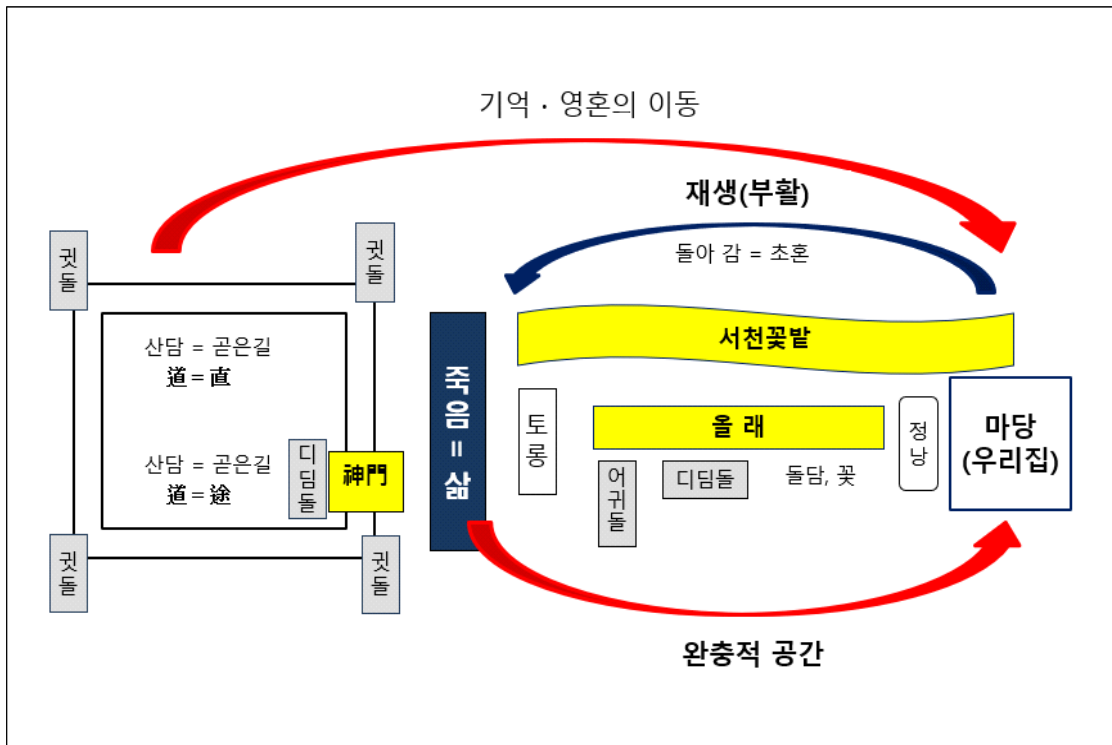 기억 · 영혼의 이동
재생(부활)
돌아 감 = 초혼
귓돌
귓돌
산담 = 곧은길
道 = 直
산담 = 곧은길
道 = 途
디딤돌
神門
귓돌
귓돌
죽음 = 삶
서천꽃밭
토롱
올 래
어귀돌
디딤돌
돌담, 꽃
정낭
마당
(우리집)
완충적 공간